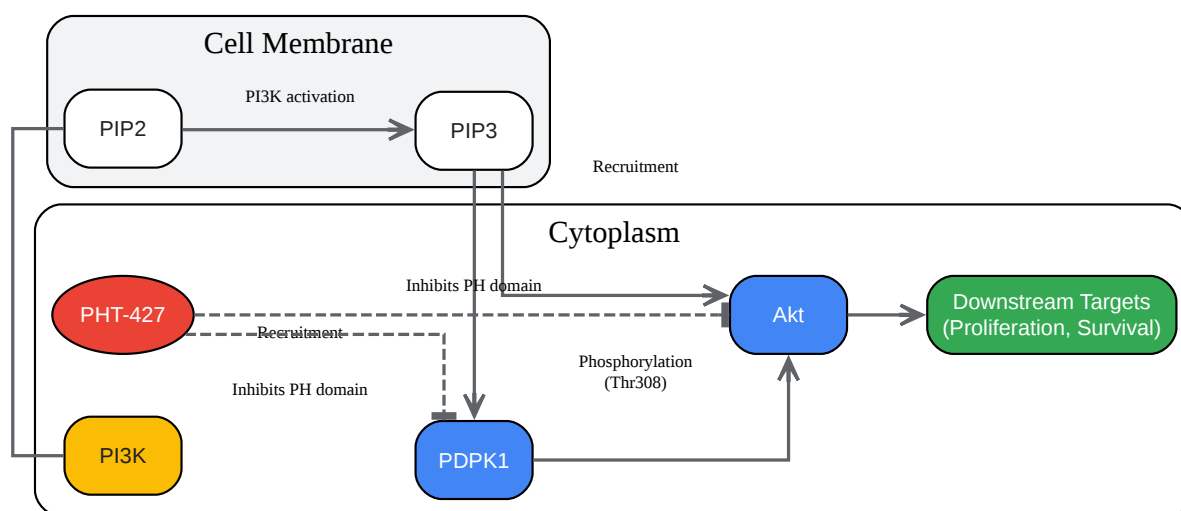 Cell Membrane
PI3K activation
PIP2
PIP3
Recruitment
Cytoplasm
Inhibits PH domain
PHT-427
Akt
Downstream Targets
(Proliferation, Survival)
Recruitment
Phosphorylation
(Thr308)
Inhibits PH domain
PI3K
PDPK1